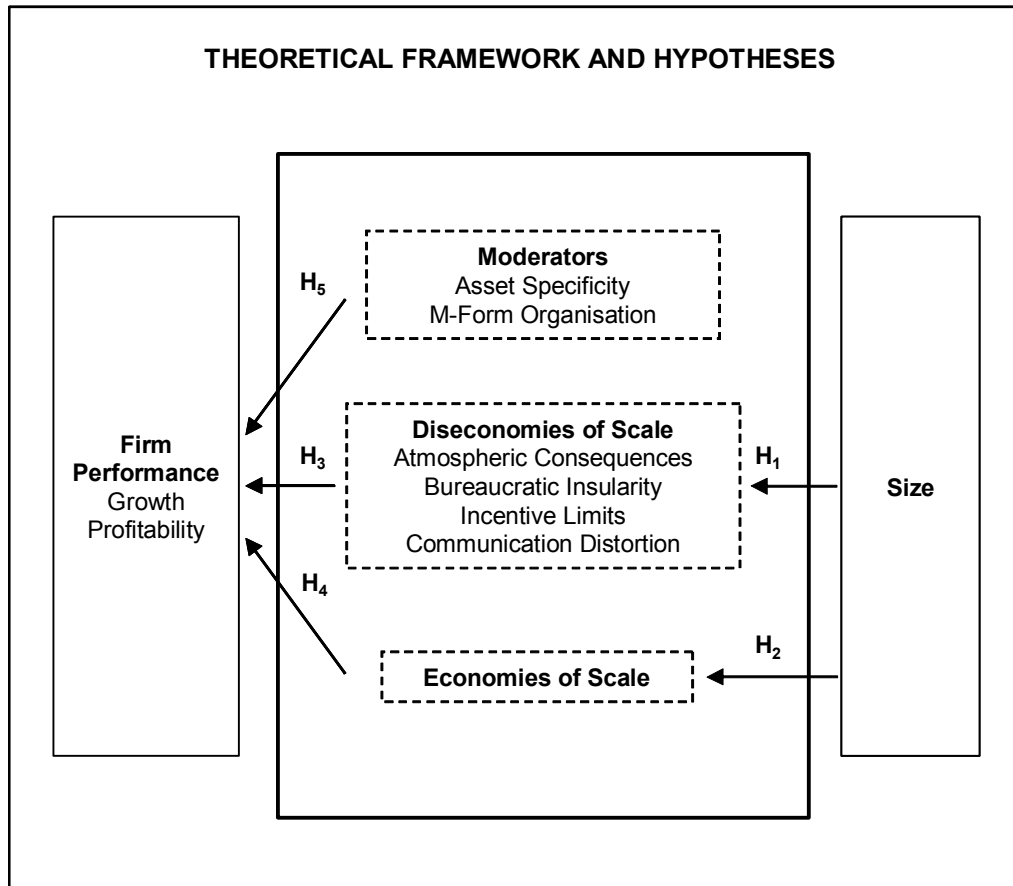 THEORETICAL FRAMEWORK AND HYPOTHESES
Moderators
Asset Specificity
M-Form Organisation
H₅
Diseconomies of Scale
Atmospheric Consequences
Bureaucratic Insularity
Incentive Limits
Communication Distortion
Firm
Performance
Growth
Profitability
H₃
H₁
Size
H₄
H₂
Economies of Scale